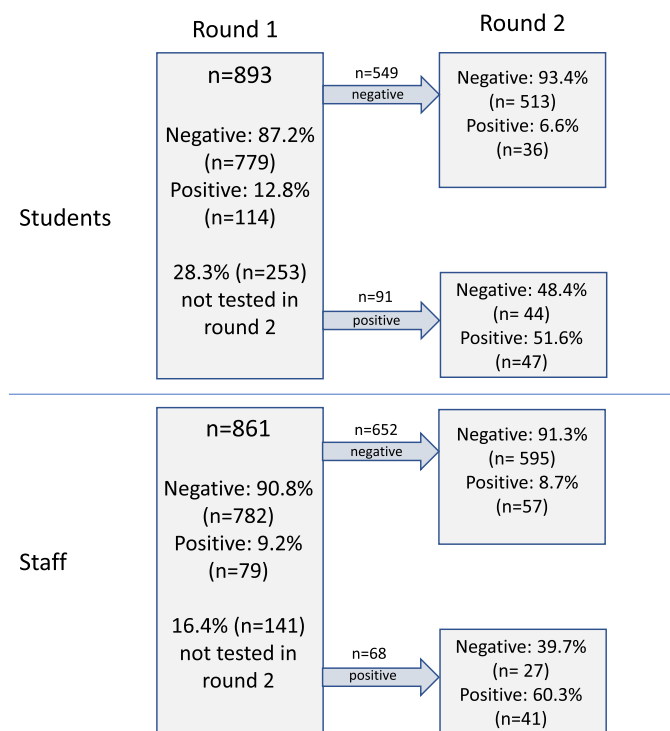 Round 1
Round 2
Students
n=893
Negative: 87.2%
(n=779)
Positive: 12.8%
(n=114)
28.3% (n=253)
not tested in
round 2
n=549
negative
Negative: 93.4%
(n= 513)
Positive: 6.6%
(n=36)
n=91
positive
Negative: 48.4%
(n= 44)
Positive: 51.6%
(n=47)
Staff
n=861
Negative: 90.8%
(n=782)
Positive: 9.2%
(n=79)
16.4% (n=141)
not tested in
round 2
n=652
negative
Negative: 91.3%
(n= 595)
Positive: 8.7%
(n=57)
n=68
positive
Negative: 39.7%
(n= 27)
Positive: 60.3%
(n=41)